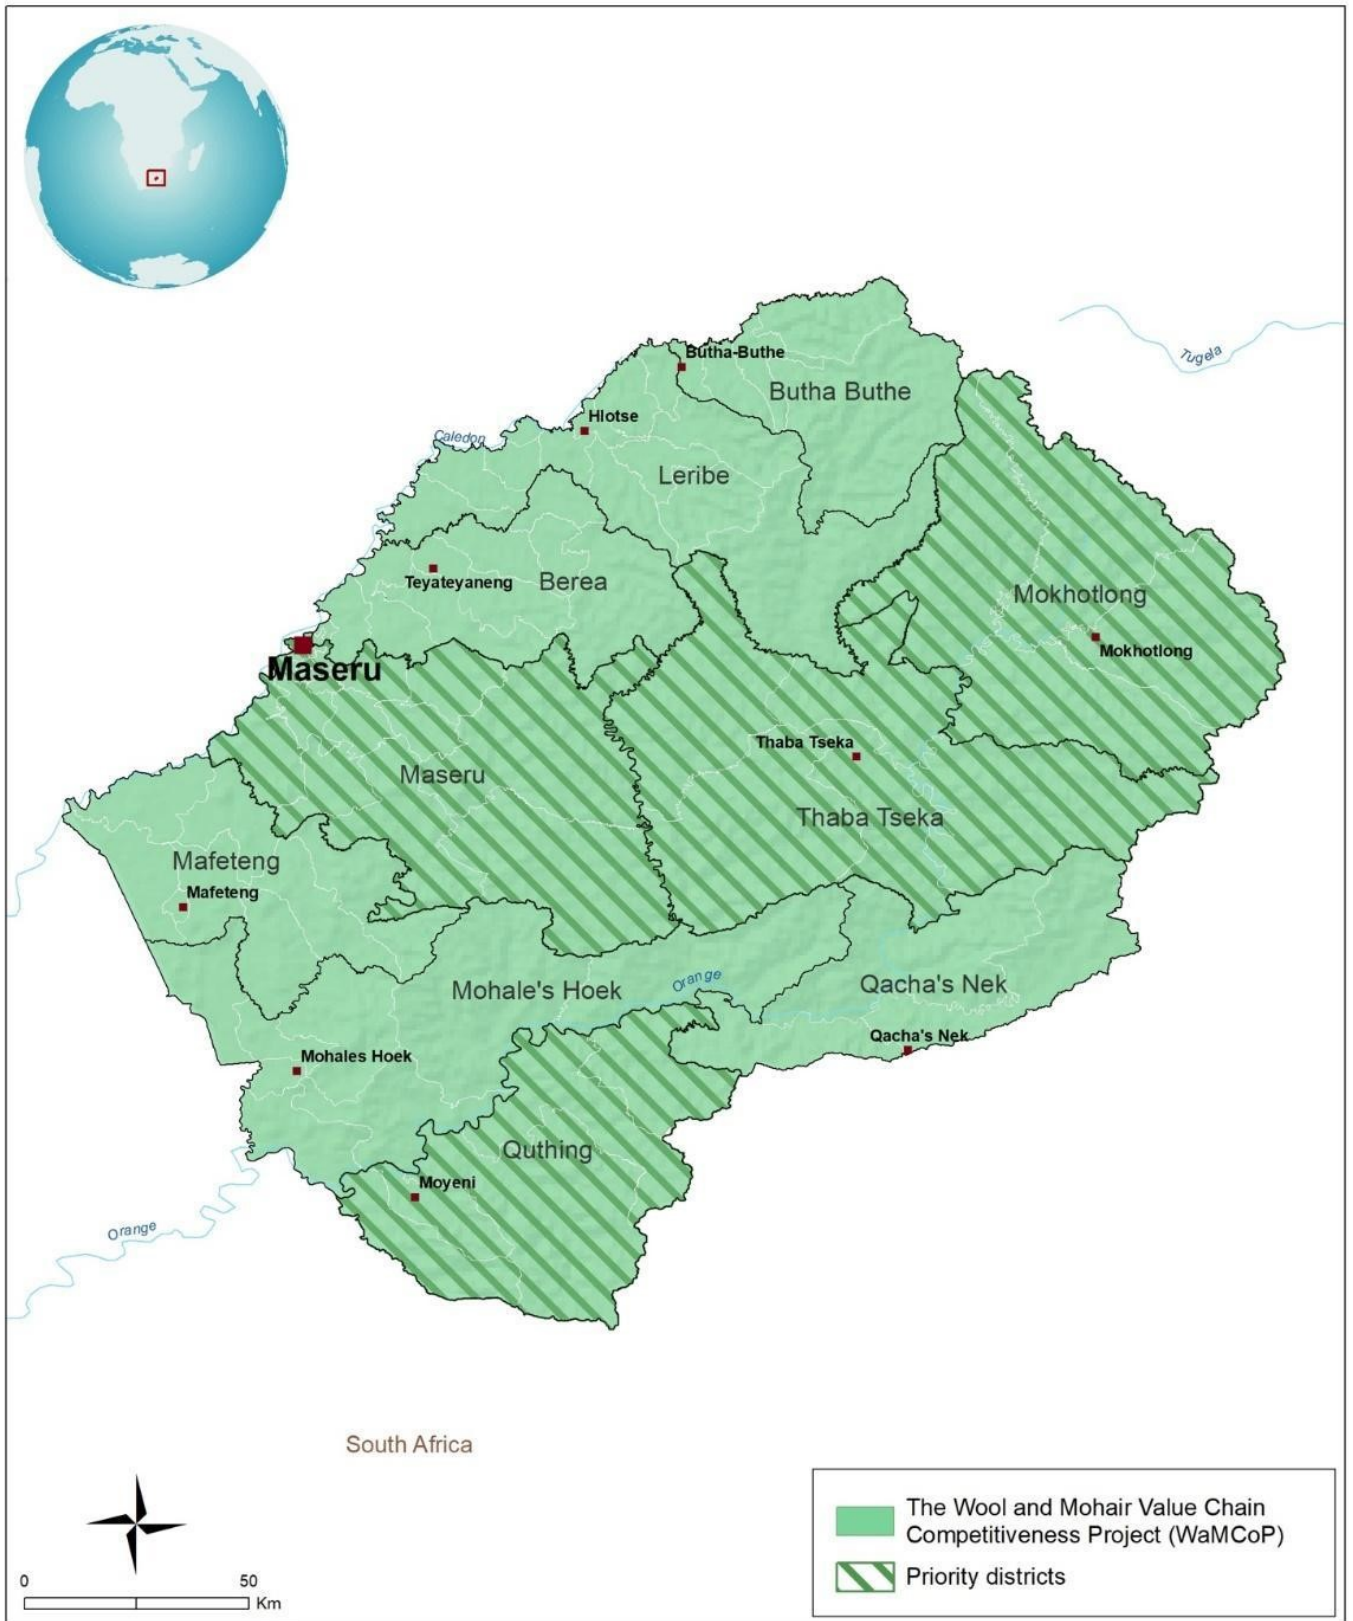 Tugela
Butha-Buthe
Butha Buthe
Hlotse
Caledon
Leribe
Teyateyaneng
Berea
Mokhotlong
Mokhotlong
Maseru
Thaba Tseka
Maseru
Thaba Tseka
Mafeteng
Mafeteng
Orange
Mohale's Hoek
Qacha's Nek
Qacha's Nek
Mohales Hoek
Quthing
Moyeni
Orange
South Africa
The Wool and Mohair Value Chain
Competitiveness Project (WaMCoP)
Priority districts
0 50
Km